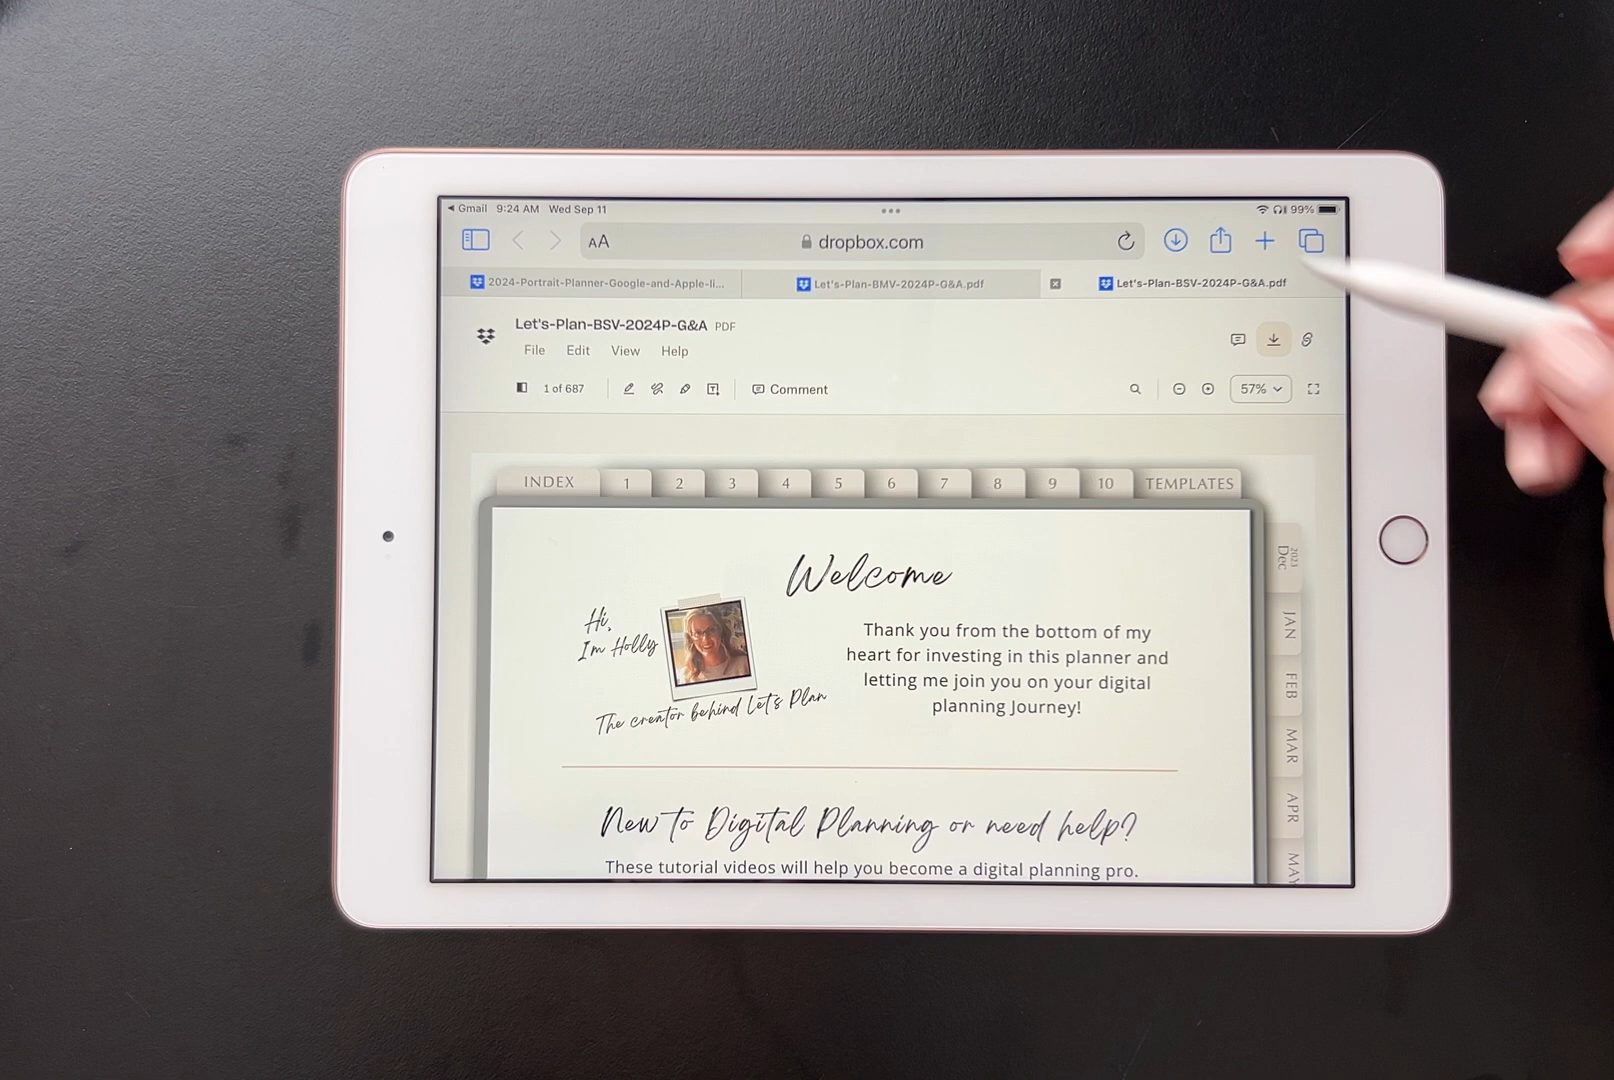 ◄ Gmail 9:24 AM Wed Sep 11
99%
AA dropbox.com
2024-Portrait-Planner-Google-and-Apple-li...
Let's-Plan-BMV-2024P-G&A.pdf
Let's-Plan-BSV-2024P-G&A.pdf
Let's-Plan-BSV-2024P-G&A PDF
File Edit View Help
1 of 687
Comment
57%
INDEX 1 2 3 4 5 6 7 8 9 10 TEMPLATES
Welcome
Hi,
Im Holly
The creator behind Let's Plan
Thank you from the bottom of my
heart for investing in this planner and
letting me join you on your digital
planning Journey!
New to Digital Planning or need help?
These tutorial videos will help you become a digital planning pro.
2023
Dec
JAN
FEB
MAR
APR
MAY